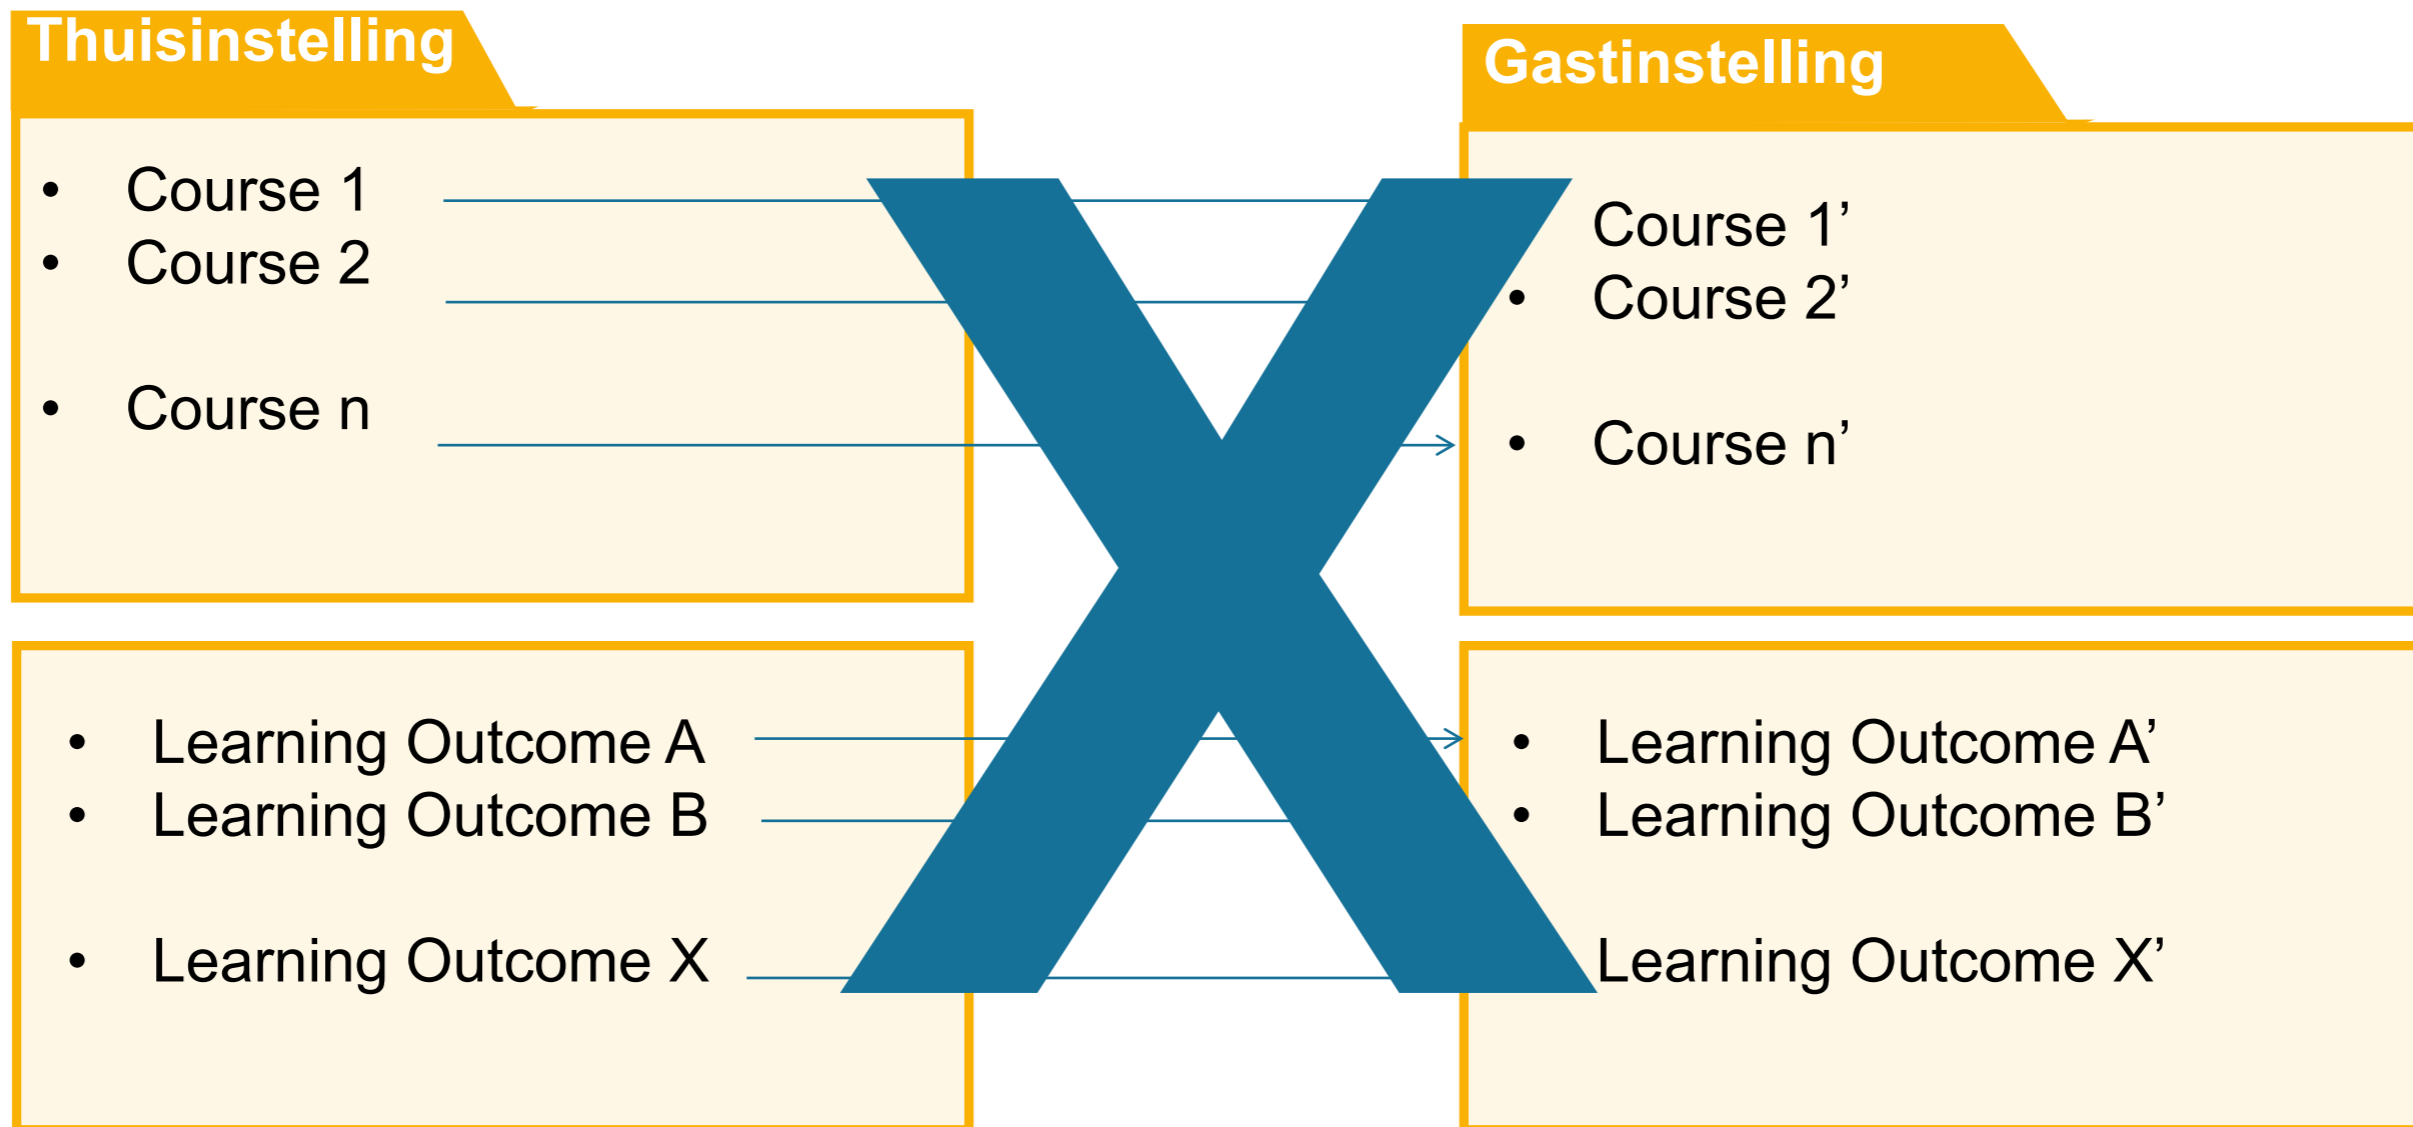 Thuisinstelling
• Course 1
• Course 2
• Course n
• Learning Outcome A
• Learning Outcome B
• Learning Outcome X
Gastinstelling
Course 1’
• Course 2’
• Course n’
• Learning Outcome A’
• Learning Outcome B’
Learning Outcome X’